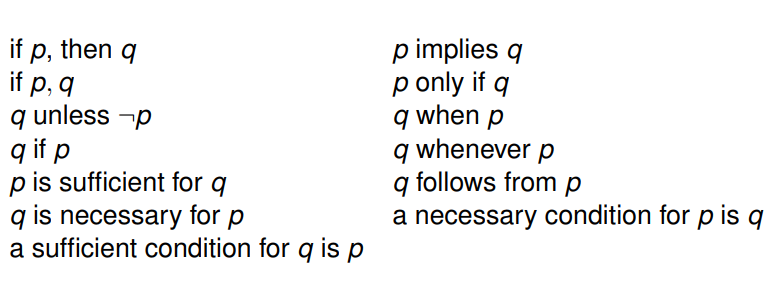 if p, then q
if p, q
q unless ¬p
q if p
p is sufficient for q
q is necessary for p
a sufficient condition for q is p
p implies q
p only if q
q when p
q whenever p
q follows from p
a necessary condition for p is q